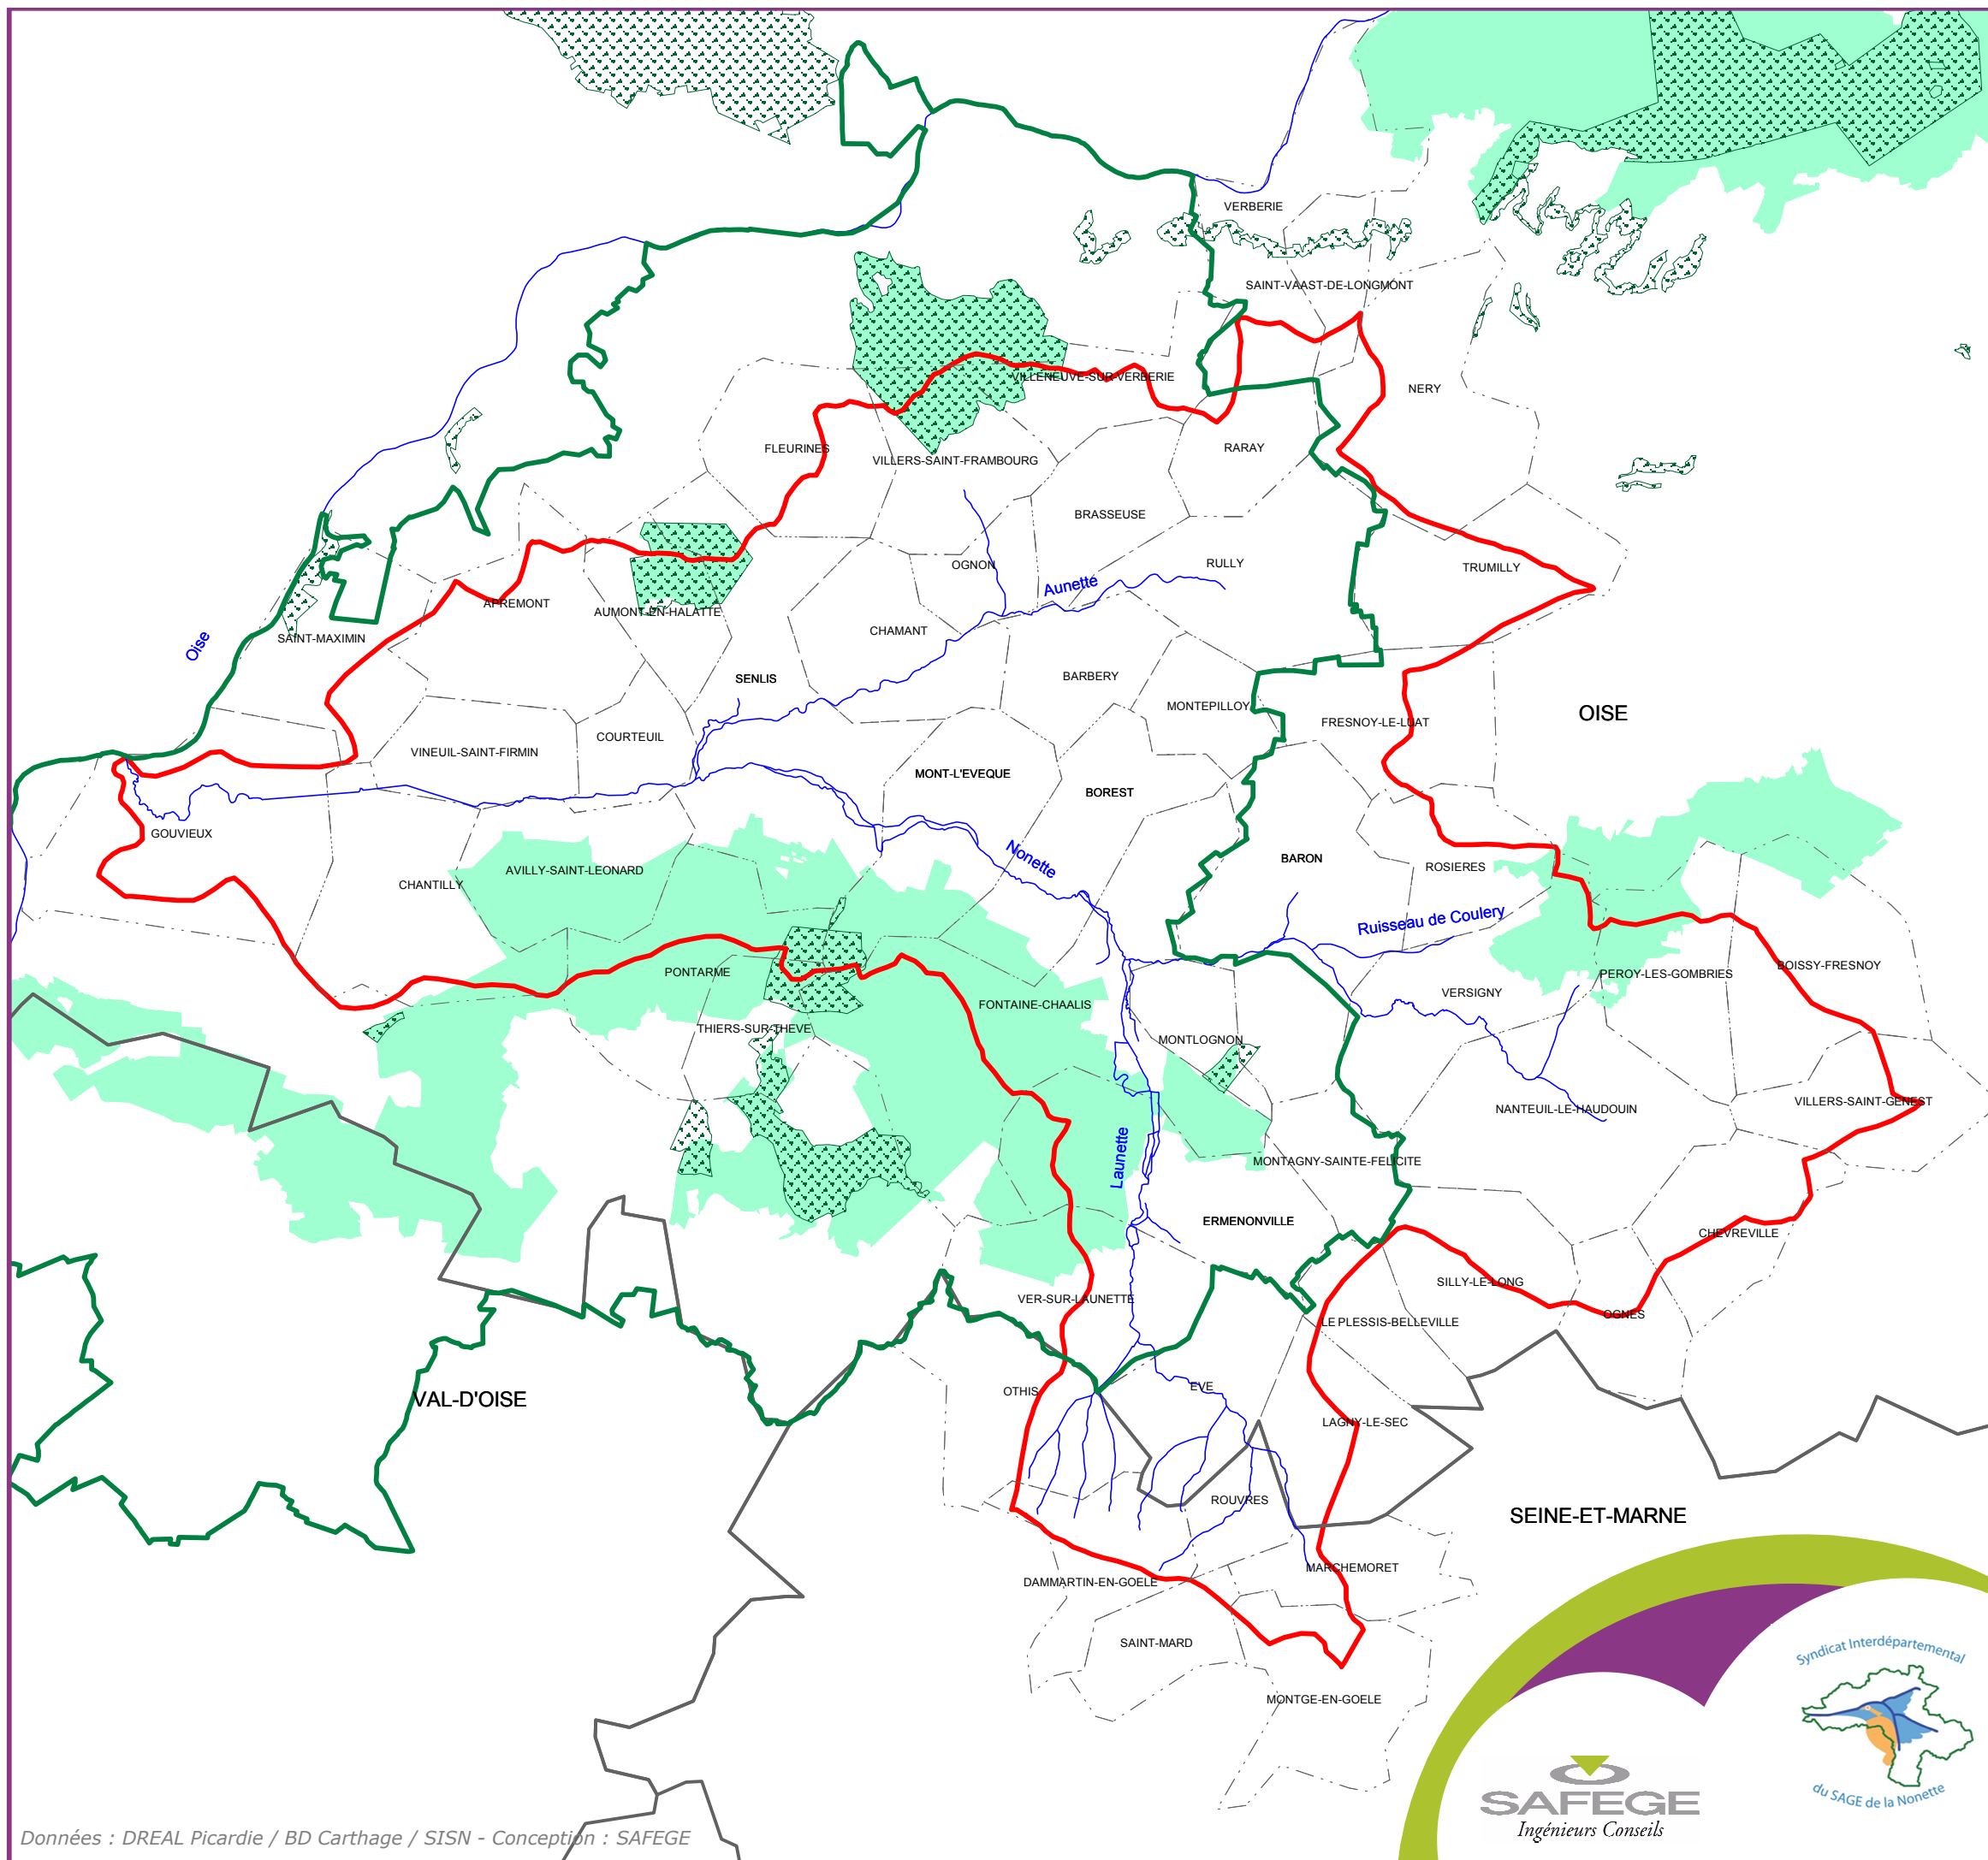 VERBERIE
SAINT-VAAST-DE-LONGMONT
VILLENEUVE-SUR-VERBERIE
NERY
FLEURINES
VILLERS-SAINT-FRAMBOURG
RARAY
BRASSEUSE
OGNON
RULLY
TRUMILLY
Aunette
APREMONT
AUMONT-EN-HALATTE
CHAMANT
SAINT-MAXIMIN
Oise
SENLIS
BARBERY
MONTEPILLOY
FRESNOY-LE-LUAT
OISE
COURTEUIL
VINEUIL-SAINT-FIRMIN
MONT-L'EVEQUE
BOREST
GOUVIEUX
Nonette
BARON
ROSIERES
AVILLY-SAINT-LEONARD
CHANTILLY
Ruisseau de Coulery
PONTARME
PEROY-LES-GOMBRIES
BOISSY-FRESNOY
VERSIGNY
FONTAINE-CHAALIS
THIERS-SUR-THEVE
MONTLOGNON
NANTEUIL-LE-HAUDOUIN
VILLERS-SAINT-GENEST
Launette
MONTAGNY-SAINTE-FELICITE
ERMENONVILLE
CHEVREVILLE
SILLY-LE-LONG
VER-SUR-LAUNETTE
OGNES
LE PLESSIS-BELLEVILLE
VAL-D'OISE
OTHIS
EVE
LAGNY-LE-SEC
ROUVRES
SEINE-ET-MARNE
MARCHEMORET
DAMMARTIN-EN-GOELE
SAINT-MARD
MONTGE-EN-GOELE
Syndicat Interdépartemental
du SAGE de la Nonette
SAFEGE
Ingénieurs Conseils
Données : DREAL Picardie / BD Carthage / SISN - Conception : SAFEGE